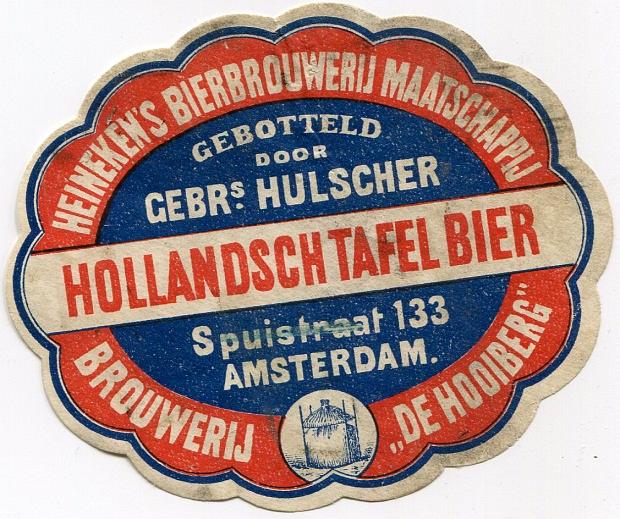 HEINEKEN'S BIERBROUWERIJ MAATSCHAPPIJ
GEBOTTELD
DOOR
GEBRS. HULSCHER
HOLLANDSCH TAFEL BIER
Spuistraat 133
AMSTERDAM.
BROUWERIJ „DE HOOIBERG"